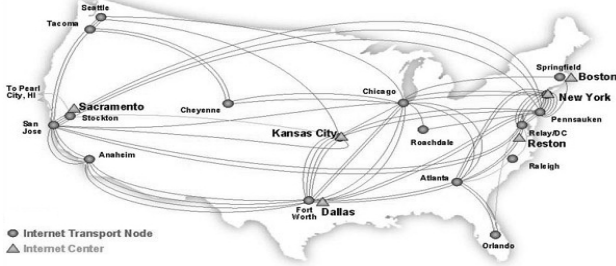 Seattle
Tacoma
To Pearl
City, HI
Sacramento
Stockton
San
Jose
Anaheim
Cheyenne
Chicago
Kansas City
Roachdale
Fort
Worth
Dallas
Atlanta
Orlando
Raleigh
Reston
Relay/DC
Pennsauken
New York
Springfield
Boston
Internet Transport Node
Internet Center